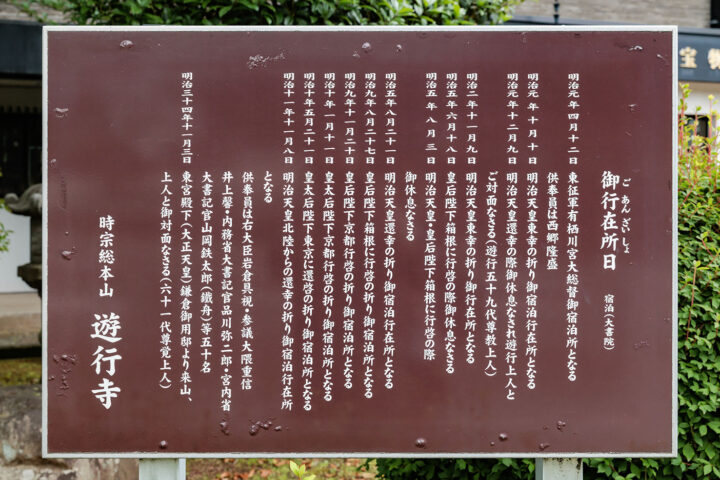 御行在所日 宿泊(大書院)
ごあんざいしょ
明治元年四月十二日 東征軍有栖川宮大総督御宿泊所となる
供奉員は西郷隆盛
明治元年十月十日 明治天皇東幸の折り御宿泊行在所となる
明治元年十二月九日 明治天皇還幸の際御休息なされ遊行上人と
ご対面なさる(遊行五十九代尊教上人)
明治二年十一月九日 皇后陛下東幸の折り御行在所となる
明治五年六月十八日 皇后陛下箱根に行啓の際御休息なさる
明治五年八月三日 明治天皇・皇后陛下箱根に行啓の際
御休息なさる
明治五年八月二十一日 明治天皇還幸の折り御宿泊行在所となる
明治九年八月二十七日 皇后陛下箱根に行啓の折り御宿泊所となる
明治九年十一月二十日 皇后陛下京都行啓の折り御宿泊所となる
明治十年一月十一日 皇太后陛下京都行啓の折り御宿泊所となる
明治十年五月二十一日 皇太后陛下東京に還啓の折り御宿泊所となる
明治十一年十一月八日 明治天皇北陸からの還幸の折り御宿泊行在所
となる
供奉員は右大臣岩倉具視・参議大隈重信
井上馨・内務省大書記官品川弥二郎・宮内省
大書記官山岡鉄太郎(鐵舟)等五十名
明治三十四年十一月三日 東宮殿下(大正天皇)鎌倉御用邸より来山、
上人と御対面なさる(六十一代尊覚上人)
時宗総本山 遊行寺
宝